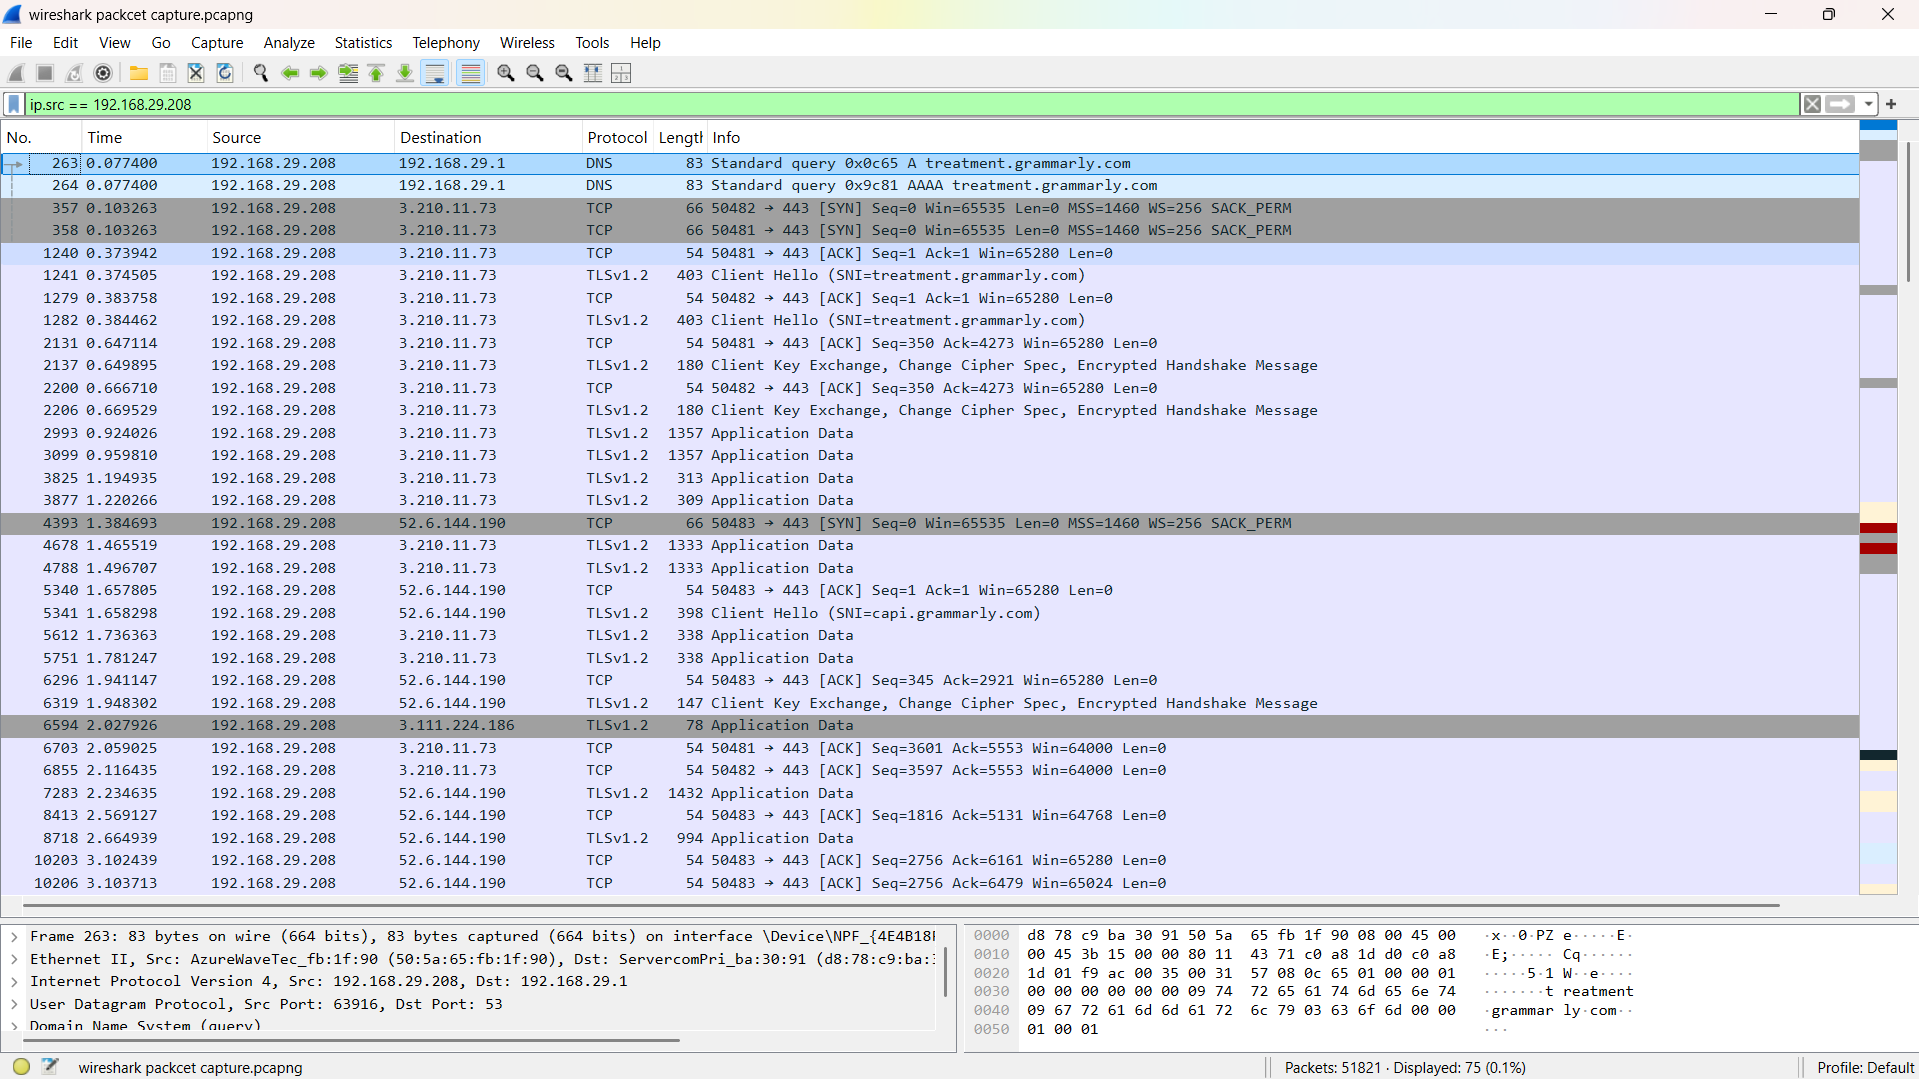 wireshark packcet capture.pcapng
File Edit View Go Capture Analyze Statistics Telephony Wireless Tools Help
ip.src == 192.168.29.208
No. Time Source Destination Protocol Length Info
263 0.077400 192.168.29.208 192.168.29.1 DNS 83 Standard query 0x0c65 A treatment.grammarly.com
264 0.077400 192.168.29.208 192.168.29.1 DNS 83 Standard query 0x9c81 AAAA treatment.grammarly.com
357 0.103263 192.168.29.208 3.210.11.73 TCP 66 50482 → 443 [SYN] Seq=0 Win=65535 Len=0 MSS=1460 WS=256 SACK_PERM
358 0.103263 192.168.29.208 3.210.11.73 TCP 66 50481 → 443 [SYN] Seq=0 Win=65535 Len=0 MSS=1460 WS=256 SACK_PERM
1240 0.373942 192.168.29.208 3.210.11.73 TCP 54 50481 → 443 [ACK] Seq=1 Ack=1 Win=65280 Len=0
1241 0.374505 192.168.29.208 3.210.11.73 TLSv1.2 403 Client Hello (SNI=treatment.grammarly.com)
1279 0.383758 192.168.29.208 3.210.11.73 TCP 54 50482 → 443 [ACK] Seq=1 Ack=1 Win=65280 Len=0
1282 0.384462 192.168.29.208 3.210.11.73 TLSv1.2 403 Client Hello (SNI=treatment.grammarly.com)
2131 0.647114 192.168.29.208 3.210.11.73 TCP 54 50481 → 443 [ACK] Seq=350 Ack=4273 Win=65280 Len=0
2137 0.649895 192.168.29.208 3.210.11.73 TLSv1.2 180 Client Key Exchange, Change Cipher Spec, Encrypted Handshake Message
2200 0.666710 192.168.29.208 3.210.11.73 TCP 54 50482 → 443 [ACK] Seq=350 Ack=4273 Win=65280 Len=0
2206 0.669529 192.168.29.208 3.210.11.73 TLSv1.2 180 Client Key Exchange, Change Cipher Spec, Encrypted Handshake Message
2993 0.924026 192.168.29.208 3.210.11.73 TLSv1.2 1357 Application Data
3099 0.959810 192.168.29.208 3.210.11.73 TLSv1.2 1357 Application Data
3825 1.194935 192.168.29.208 3.210.11.73 TLSv1.2 313 Application Data
3877 1.220266 192.168.29.208 3.210.11.73 TLSv1.2 309 Application Data
4393 1.384693 192.168.29.208 52.6.144.190 TCP 66 50483 → 443 [SYN] Seq=0 Win=65535 Len=0 MSS=1460 WS=256 SACK_PERM
4678 1.465519 192.168.29.208 3.210.11.73 TLSv1.2 1333 Application Data
4788 1.496707 192.168.29.208 3.210.11.73 TLSv1.2 1333 Application Data
5340 1.657805 192.168.29.208 52.6.144.190 TCP 54 50483 → 443 [ACK] Seq=1 Ack=1 Win=65280 Len=0
5341 1.658298 192.168.29.208 52.6.144.190 TLSv1.2 398 Client Hello (SNI=capi.grammarly.com)
5612 1.736363 192.168.29.208 3.210.11.73 TLSv1.2 338 Application Data
5751 1.781247 192.168.29.208 3.210.11.73 TLSv1.2 338 Application Data
6296 1.941147 192.168.29.208 52.6.144.190 TCP 54 50483 → 443 [ACK] Seq=345 Ack=2921 Win=65280 Len=0
6319 1.948302 192.168.29.208 52.6.144.190 TLSv1.2 147 Client Key Exchange, Change Cipher Spec, Encrypted Handshake Message
6594 2.027926 192.168.29.208 3.111.224.186 TLSv1.2 78 Application Data
6703 2.059025 192.168.29.208 3.210.11.73 TCP 54 50481 → 443 [ACK] Seq=3601 Ack=5553 Win=64000 Len=0
6855 2.116435 192.168.29.208 3.210.11.73 TCP 54 50482 → 443 [ACK] Seq=3597 Ack=5553 Win=64000 Len=0
7283 2.234635 192.168.29.208 52.6.144.190 TLSv1.2 1432 Application Data
8413 2.569127 192.168.29.208 52.6.144.190 TCP 54 50483 → 443 [ACK] Seq=1816 Ack=5131 Win=64768 Len=0
8718 2.664939 192.168.29.208 52.6.144.190 TLSv1.2 994 Application Data
10203 3.102439 192.168.29.208 52.6.144.190 TCP 54 50483 → 443 [ACK] Seq=2756 Ack=6161 Win=65280 Len=0
10206 3.103713 192.168.29.208 52.6.144.190 TCP 54 50483 → 443 [ACK] Seq=2756 Ack=6479 Win=65024 Len=0
Frame 263: 83 bytes on wire (664 bits), 83 bytes captured (664 bits) on interface \Device\NPF_{4E4B18
Ethernet II, Src: AzureWaveTec_fb:1f:90 (50:5a:65:fb:1f:90), Dst: ServercomPri_ba:30:91 (d8:78:c9:ba:
Internet Protocol Version 4, Src: 192.168.29.208, Dst: 192.168.29.1
User Datagram Protocol, Src Port: 63916, Dst Port: 53
Domain Name System (query)
0000 d8 78 c9 ba 30 91 50 5a 65 fb 1f 90 08 00 45 00 ·x··0·PZ e·····E·
0010 00 45 3b 15 00 00 80 11 43 71 c0 a8 1d d0 c0 a8 ·E;····· Cq······
0020 1d 01 f9 ac 00 35 00 31 57 08 0c 65 01 00 00 01 ·····5·1 W··e····
0030 00 00 00 00 00 00 09 74 72 65 61 74 6d 65 6e 74 ·······t reatment
0040 09 67 72 61 6d 6d 61 72 6c 79 03 63 6f 6d 00 00 ·grammar ly·com··
0050 01 00 01 ···
wireshark packcet capture.pcapng Packets: 51821 · Displayed: 75 (0.1%) Profile: Default